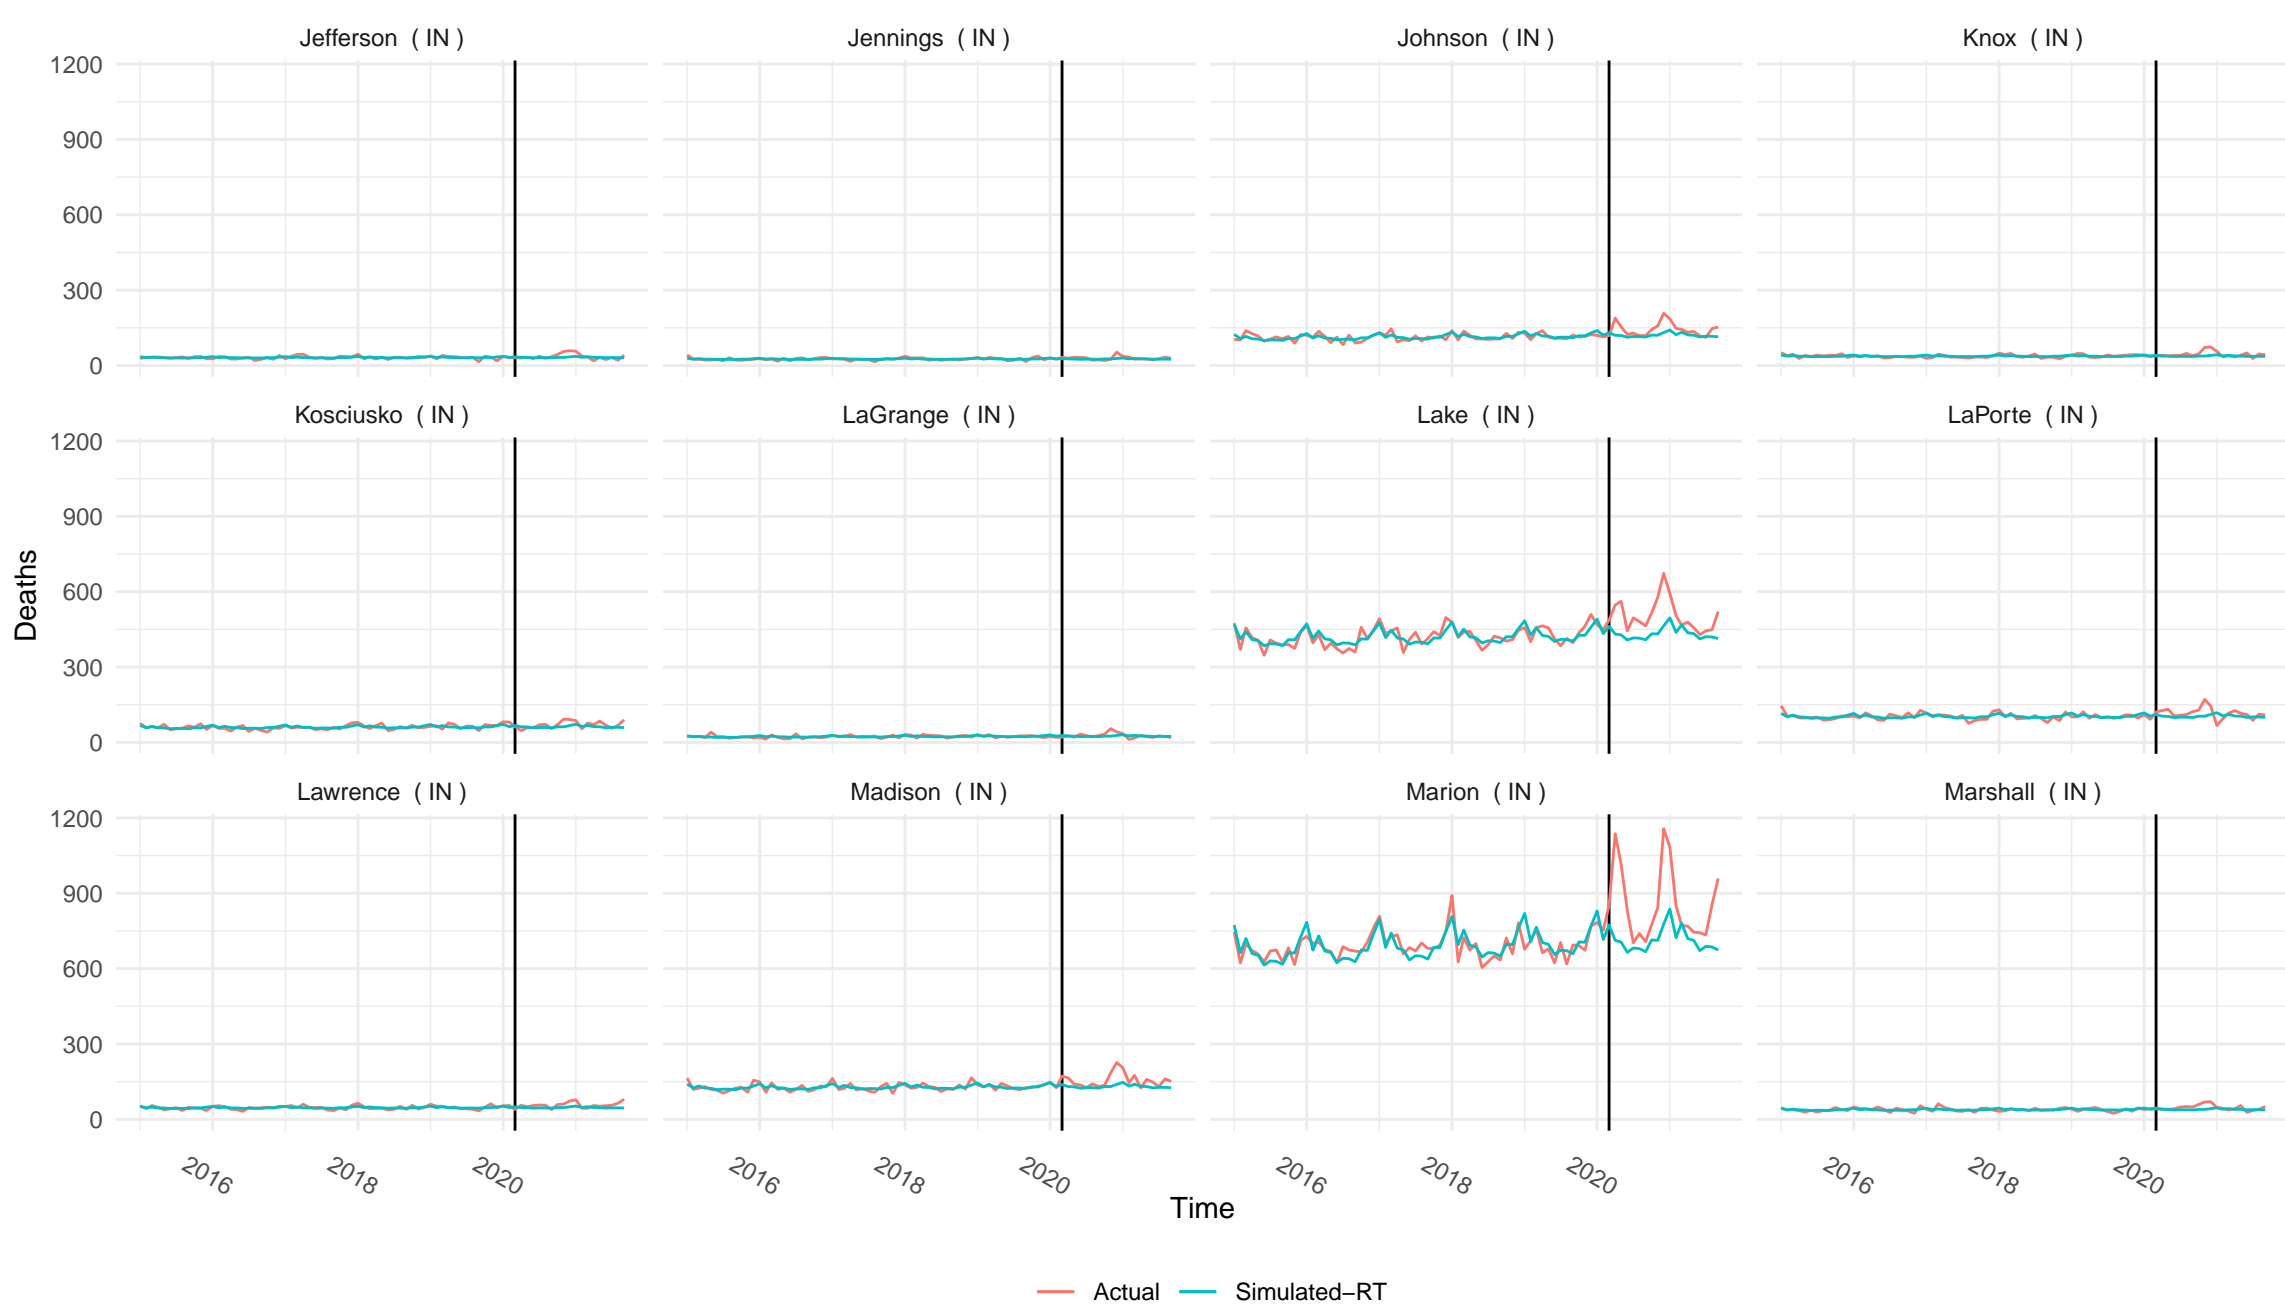 Jefferson ( IN )
Jennings ( IN )
Johnson ( IN )
Knox ( IN )
1200
900
600
300
0
Kosciusko ( IN )
LaGrange ( IN )
Lake ( IN )
LaPorte ( IN )
1200
900
600
300
0
Deaths
Lawrence ( IN )
Madison ( IN )
Marion ( IN )
Marshall ( IN )
1200
900
600
300
0
2016 2018 2020
2016 2018 2020
2016 2018 2020
2016 2018 2020
Time
Actual
Simulated−RT